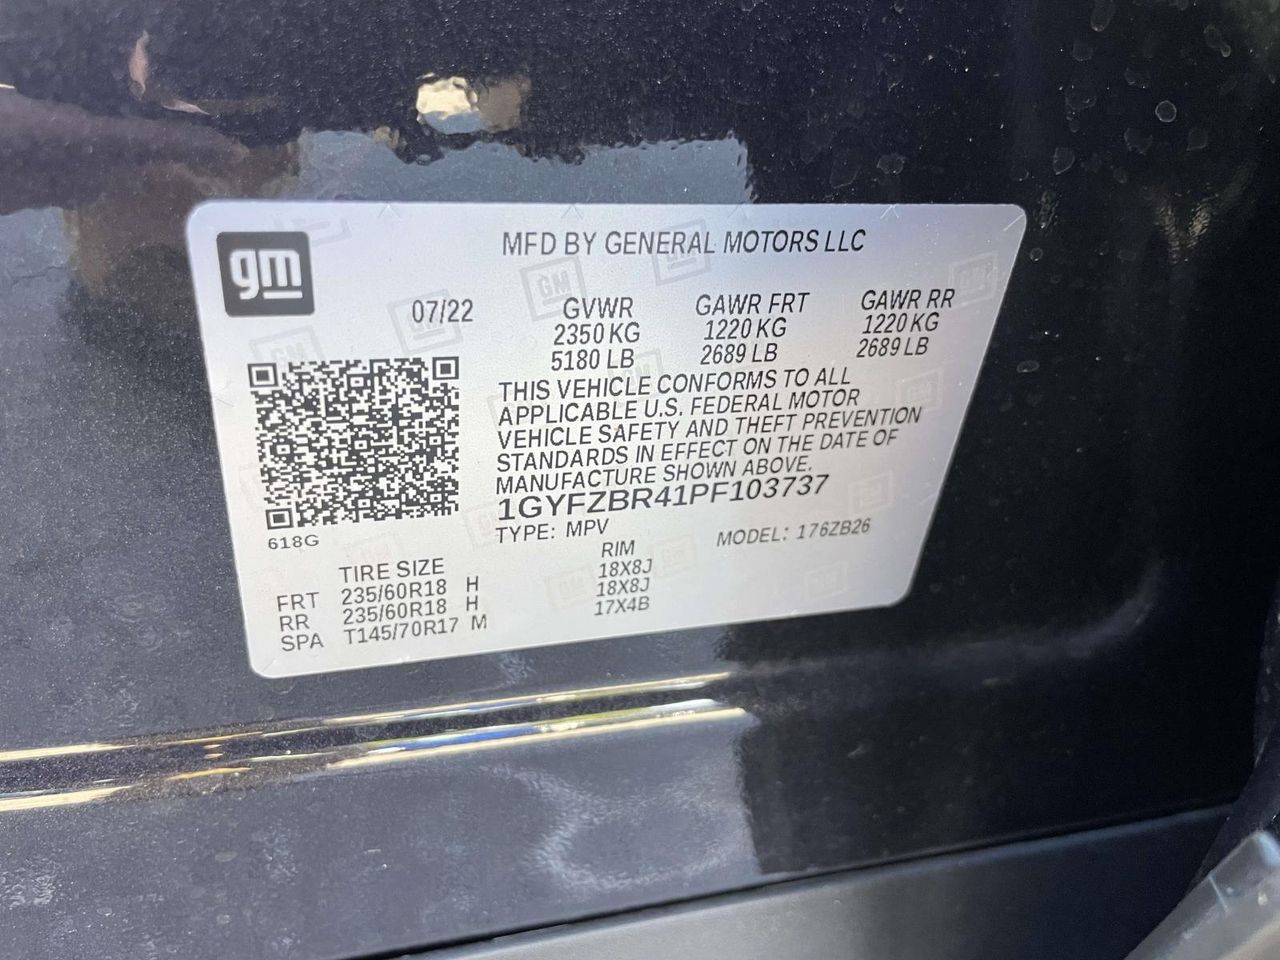 gm
MFD BY GENERAL MOTORS LLC
07/22
GVWR GAWR FRT GAWR RR
2350 KG 1220 KG 1220 KG
5180 LB 2689 LB 2689 LB
THIS VEHICLE CONFORMS TO ALL
APPLICABLE U.S. FEDERAL MOTOR
VEHICLE SAFETY AND THEFT PREVENTION
STANDARDS IN EFFECT ON THE DATE OF
MANUFACTURE SHOWN ABOVE.
1GYFZBR41PF103737
618G
TYPE: MPV MODEL: 176ZB26
TIRE SIZE RIM
FRT 235/60R18 H 18X8J
RR 235/60R18 H 18X8J
SPA T145/70R17 M 17X4B